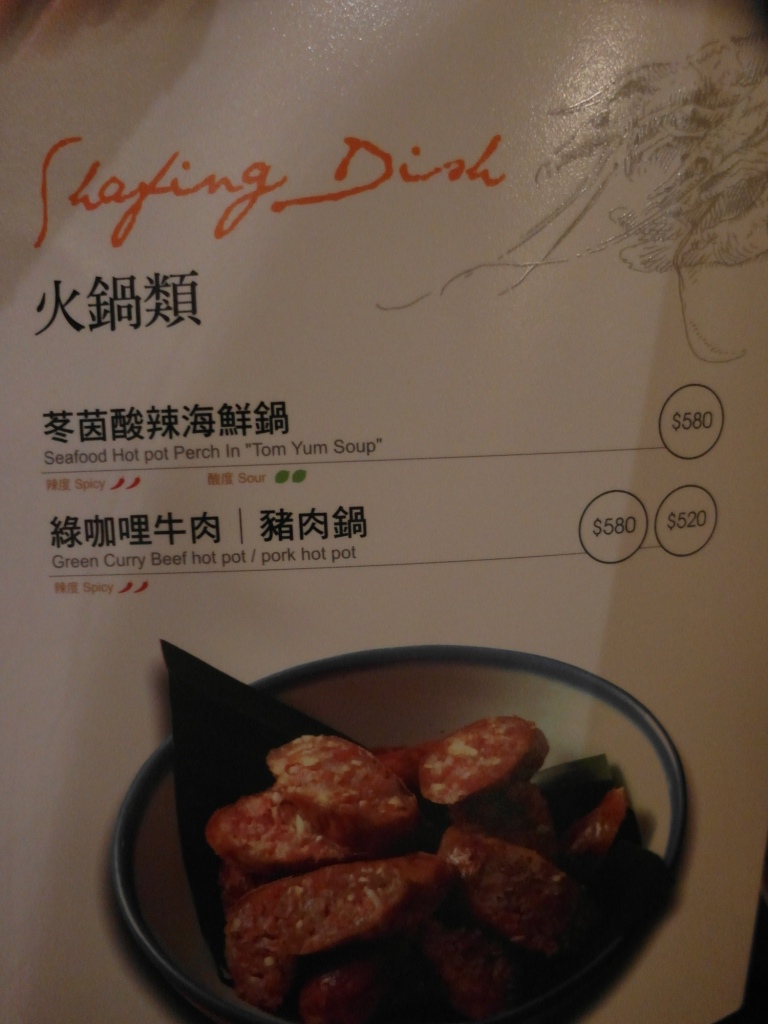 Shafing Dish
火鍋類
苳茵酸辣海鮮鍋
$580
Seafood Hot pot Perch In "Tom Yum Soup"
辣度 Spicy 酸度 Sour
綠咖哩牛肉｜豬肉鍋
$580 $520
Green Curry Beef hot pot / pork hot pot
辣度 Spicy